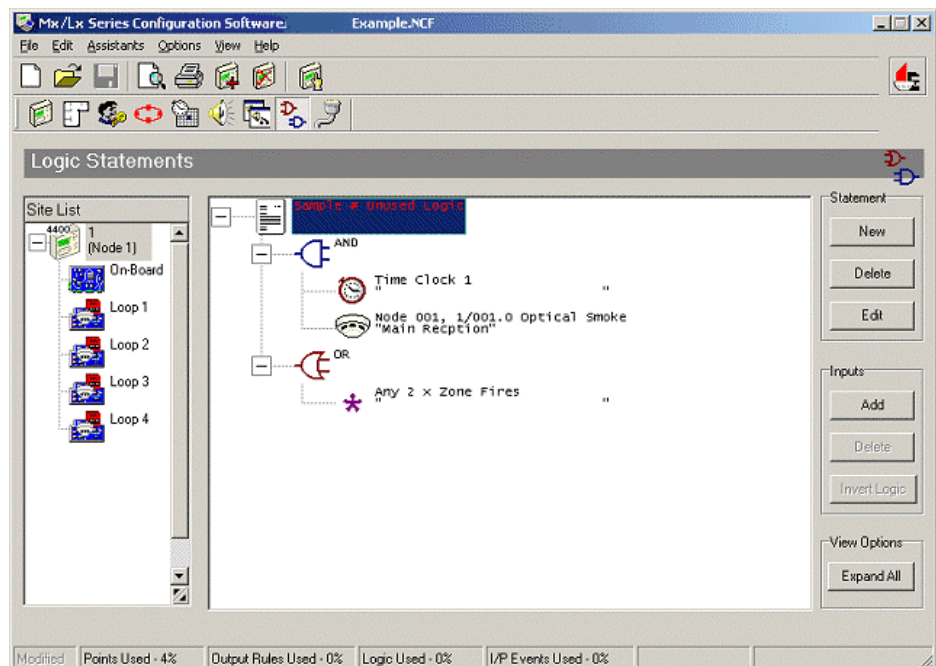 Mx/Lx Series Configuration Software: Example.NCF
File Edit Assistants Options View Help
Logic Statements
Site List
4400
1
(Node 1)
On-Board
Loop 1
Loop 2
Loop 3
Loop 4
Sample # Unused Logic
AND
Time Clock 1
" "
Node 001, 1/001.0 Optical Smoke
"Main Recption"
OR
Any 2 x Zone Fires
" "
Statement
New
Delete
Edit
Inputs
Add
Delete
Invert Logic
View Options
Expand All
Modified Points Used - 4% Output Rules Used - 0% Logic Used - 0% I/P Events Used - 0%